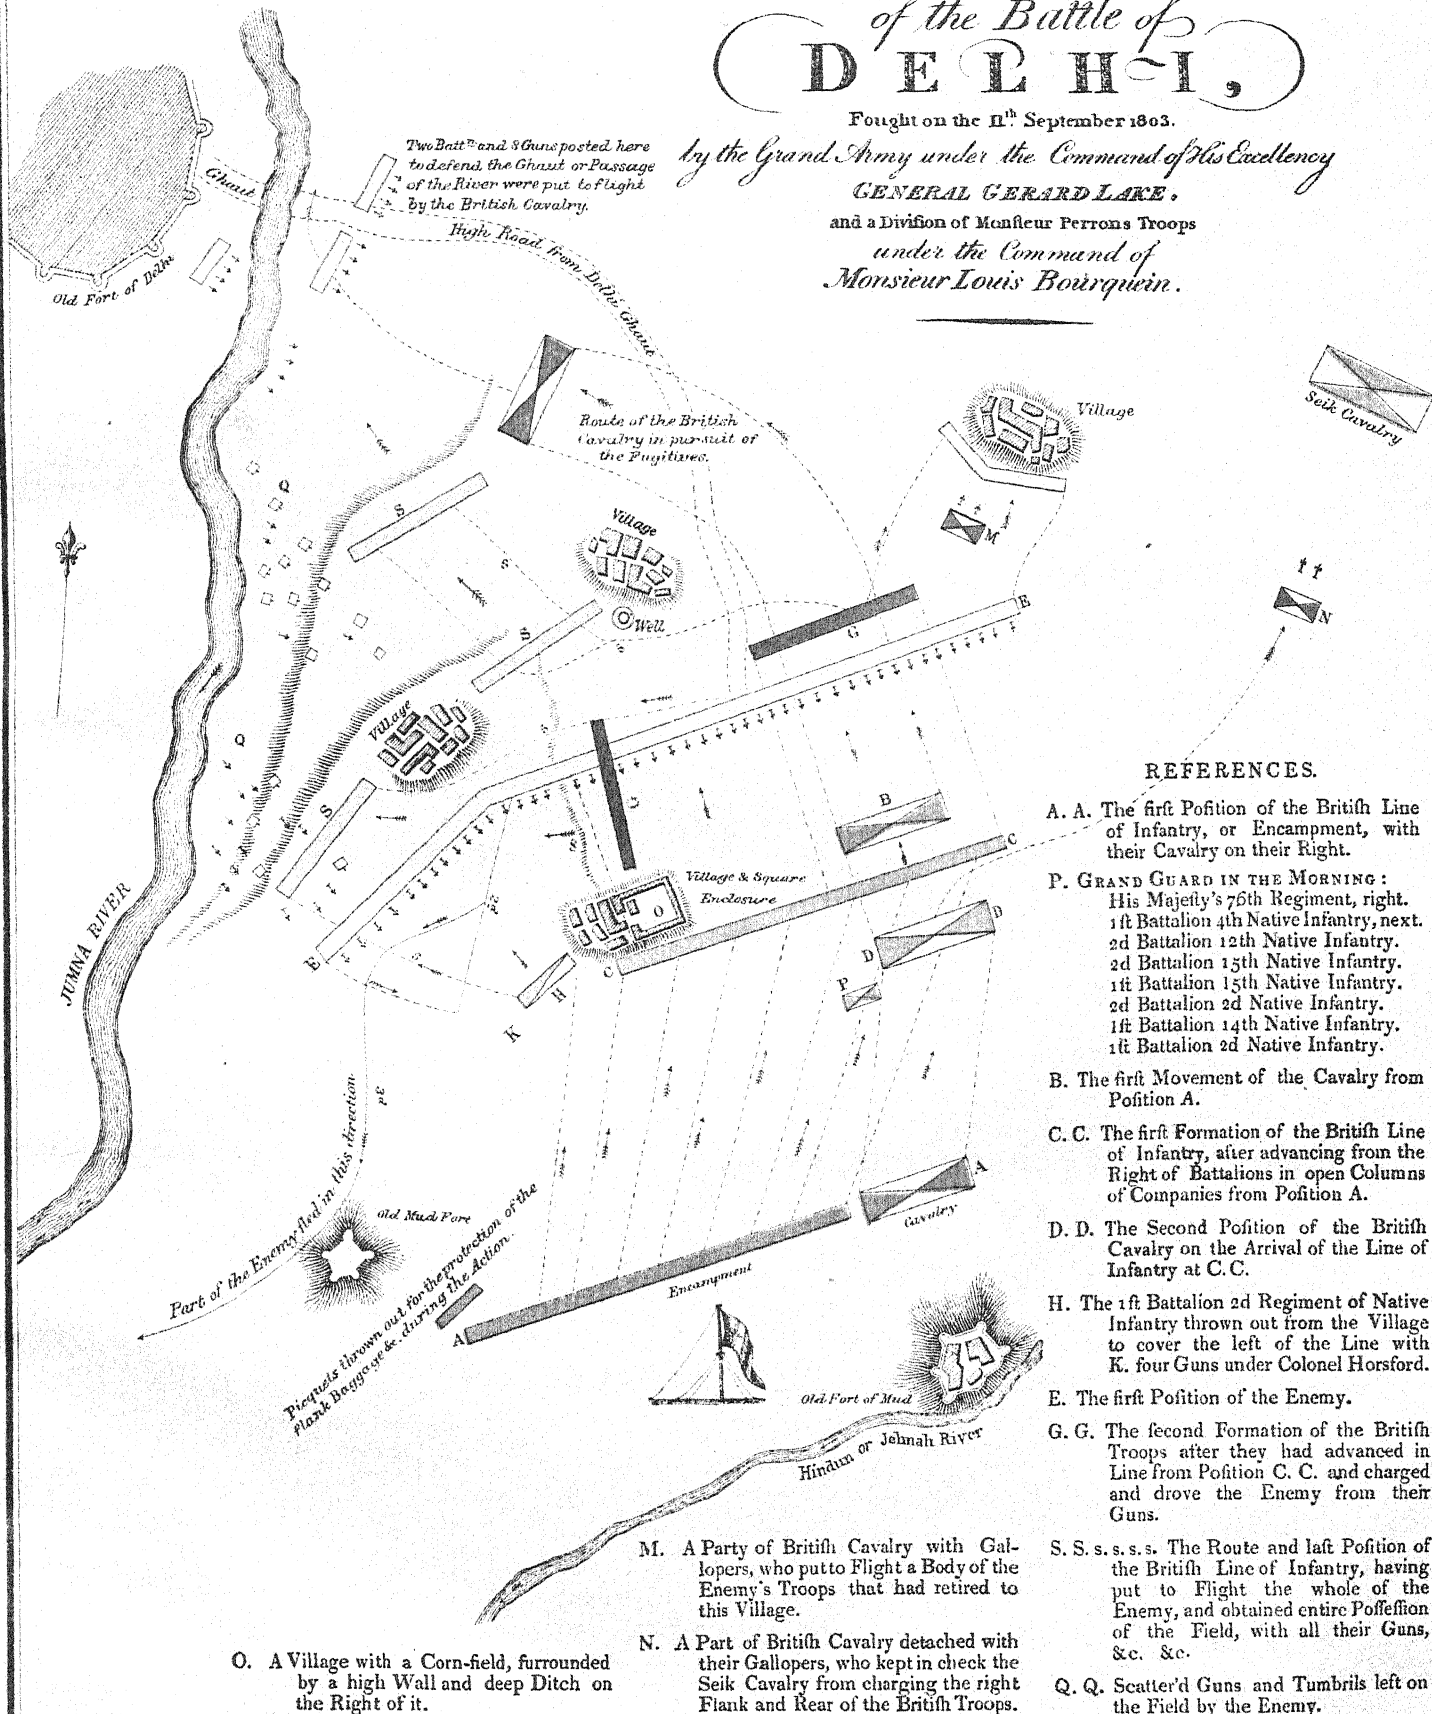 of the Battle of
DELHI,
Fought on the 11th. September 1803.
by the Grand Army under the Command of His Excellency
GENERAL GERARD LAKE,
and a Diviſion of Monſieur Perrons Troops
under the Command of
Monsieur Louis Bourquein.
Two Battns. and 8 Guns posted here
to defend the Ghaut or Passage
of the River were put to flight
by the British Cavalry.
Ghaut
High Road from Delhi Ghaut
Old Fort of Delhi
Route of the British
Cavalry in pursuit of
the Fugitives.
Village
Seik Cavalry
Q
S
Village
s
M
N
S
Well
s
G
E
Village
s
Q
S
G
B
C
s
Village & Square
Enclosure
O
2d
D
D
E
s
C
H
P
K
JUMNA RIVER
3d
Part of the Enemy fled in this direction
Old Mud Fort
Picquets thrown out for the protection of the
Flank Baggage &c. during the Action.
A
Cavalry
Encampment
A
Old Fort of Mud
Hindun or Jehnah River
REFERENCES.
A. A. The firſt Poſition of the Britiſh Line
of Infantry, or Encampment, with
their Cavalry on their Right.
P. GRAND GUARD IN THE MORNING:
His Majeſty's 76th Regiment, right.
1ſt Battalion 4th Native Infantry, next.
2d Battalion 12th Native Infantry.
2d Battalion 15th Native Infantry.
1ſt Battalion 15th Native Infantry.
2d Battalion 2d Native Infantry.
1ſt Battalion 14th Native Infantry.
1ſt Battalion 2d Native Infantry.
B. The firſt Movement of the Cavalry from
Poſition A.
C. C. The firſt Formation of the Britiſh Line
of Infantry, after advancing from the
Right of Battalions in open Columns
of Companies from Poſition A.
D. D. The Second Poſition of the Britiſh
Cavalry on the Arrival of the Line of
Infantry at C. C.
H. The 1ſt Battalion 2d Regiment of Native
Infantry thrown out from the Village
to cover the left of the Line with
K. four Guns under Colonel Horsford.
E. The firſt Poſition of the Enemy.
G. G. The ſecond Formation of the Britiſh
Troops after they had advanced in
Line from Poſition C. C. and charged
and drove the Enemy from their
Guns.
S. S. s. s. s. s. The Route and laſt Poſition of
the Britiſh Line of Infantry, having
put to Flight the whole of the
Enemy, and obtained entire Poſſeſſion
of the Field, with all their Guns,
&c. &c.
Q. Q. Scatter'd Guns and Tumbrils left on
the Field by the Enemy.
M. A Party of Britiſh Cavalry with Gal-
lopers, who put to Flight a Body of the
Enemy's Troops that had retired to
this Village.
N. A Part of Britiſh Cavalry detached with
their Gallopers, who kept in check the
Seik Cavalry from charging the right
Flank and Rear of the Britiſh Troops.
O. A Village with a Corn-field, ſurrounded
by a high Wall and deep Ditch on
the Right of it.